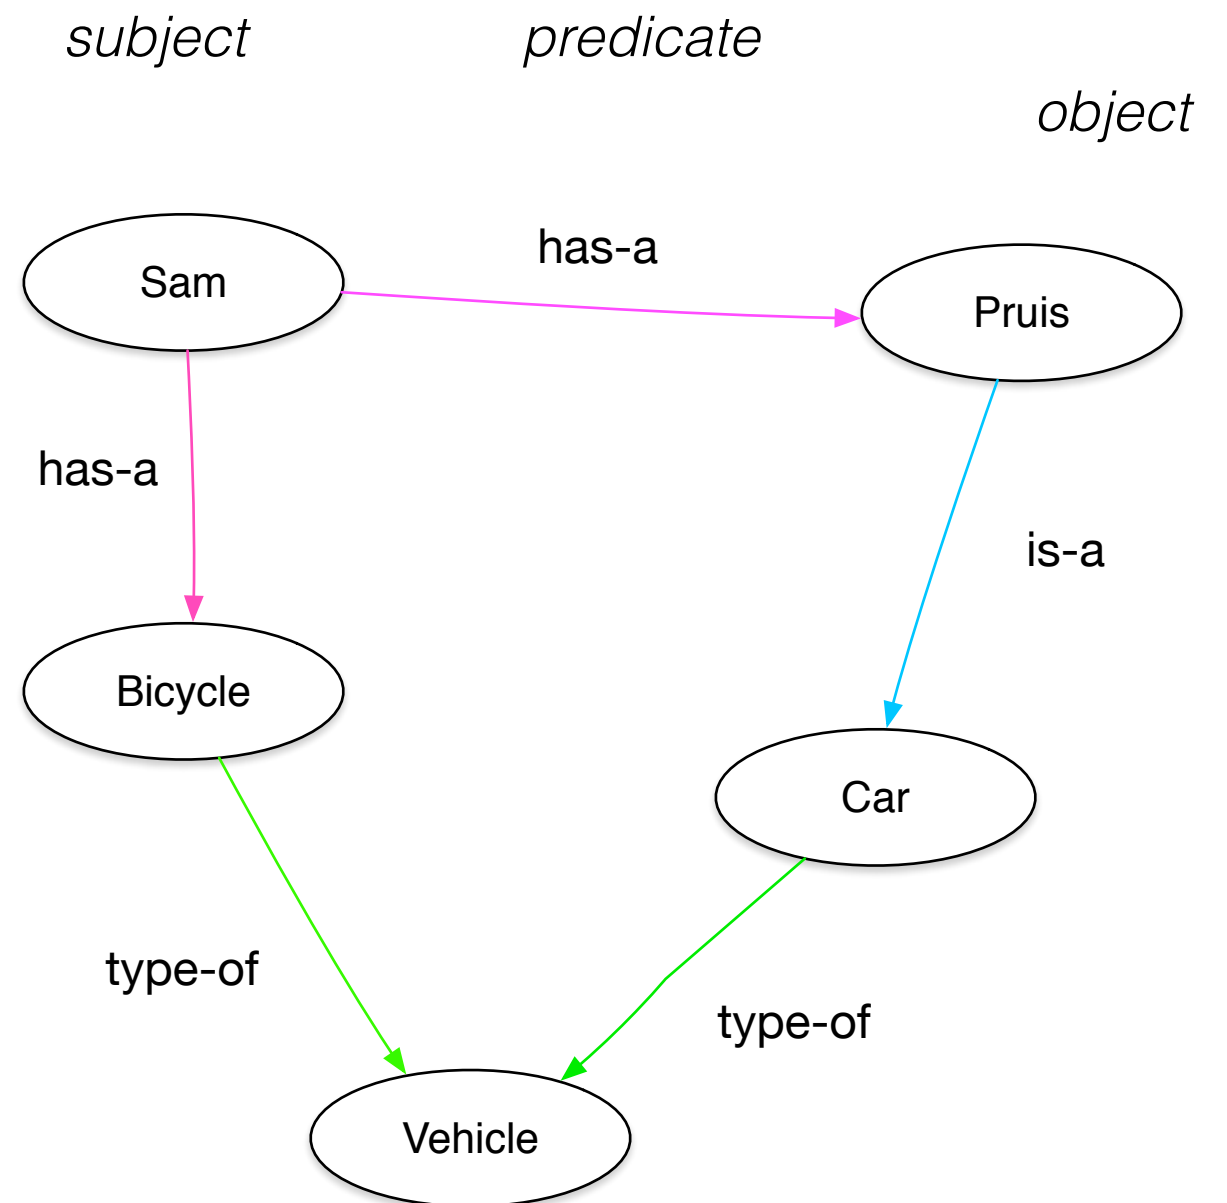 subject
predicate
object
Sam
has-a
Pruis
has-a
is-a
Bicycle
Car
type-of
type-of
Vehicle